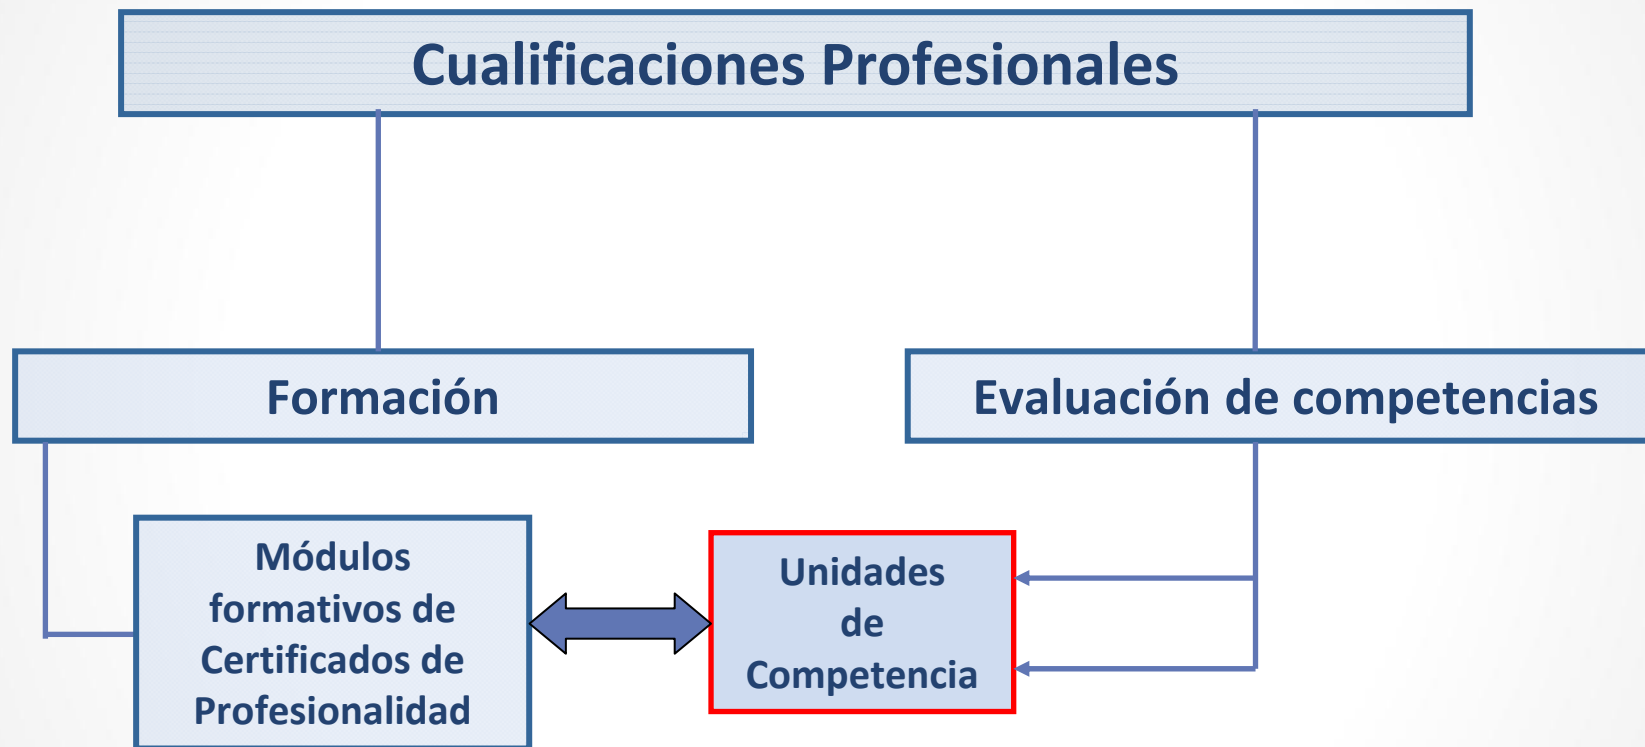 Cualificaciones Profesionales
Formación
Evaluación de competencias
Módulos
formativos de
Certificados de
Profesionalidad
Unidades
de
Competencia